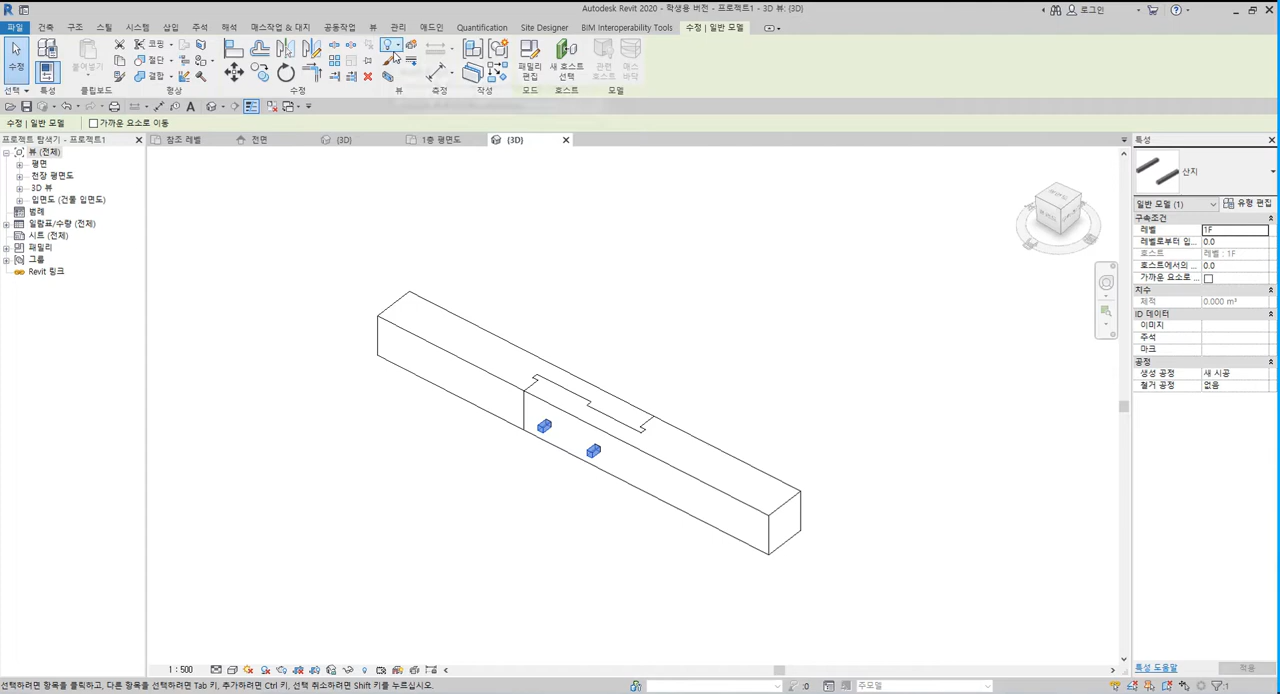 Autodesk Revit 2020 - 학생용 버전 - 프로젝트1 - 3D 뷰: {3D}
로그인
파일 건축 구조 스틸 시스템 삽입 주석 해석 매스작업 & 대지 공동작업 뷰 관리 애드인 Quantification Site Designer BIM Interoperability Tools 수정 | 일반 모델
수정 붙여넣기 코핑 절단 결합 패밀리 편집 새 호스트 선택 관련 호스트 매스 바닥
선택 특성 클립보드 형상 수정 뷰 측정 작성 모드 호스트 모델
수정 | 일반 모델 가까운 요소로 이동
프로젝트 탐색기 - 프로젝트1
참조 레벨 전면 {3D} 1층 평면도 {3D}
특성
뷰 (전체)
평면
천장 평면도
3D 뷰
입면도 (건물 입면도)
범례
일람표/수량 (전체)
시트 (전체)
패밀리
그룹
Revit 링크
산지
일반 모델 (1) 유형 편집
구속조건
레벨 1F
레벨로부터 입... 0.0
호스트 레벨 : 1F
호스트에서의 ... 0.0
가까운 요소로 ...
치수
체적 0.000 m³
ID 데이터
이미지
주석
마크
공정
생성 공정 새 시공
철거 공정 없음
특성 도움말 적용
1 : 500
선택하려면 항목을 클릭하고, 다른 항목을 선택하려면 Tab 키, 추가하려면 Ctrl 키, 선택 취소하려면 Shift 키를 누르십시오.
:0 주모델 :1